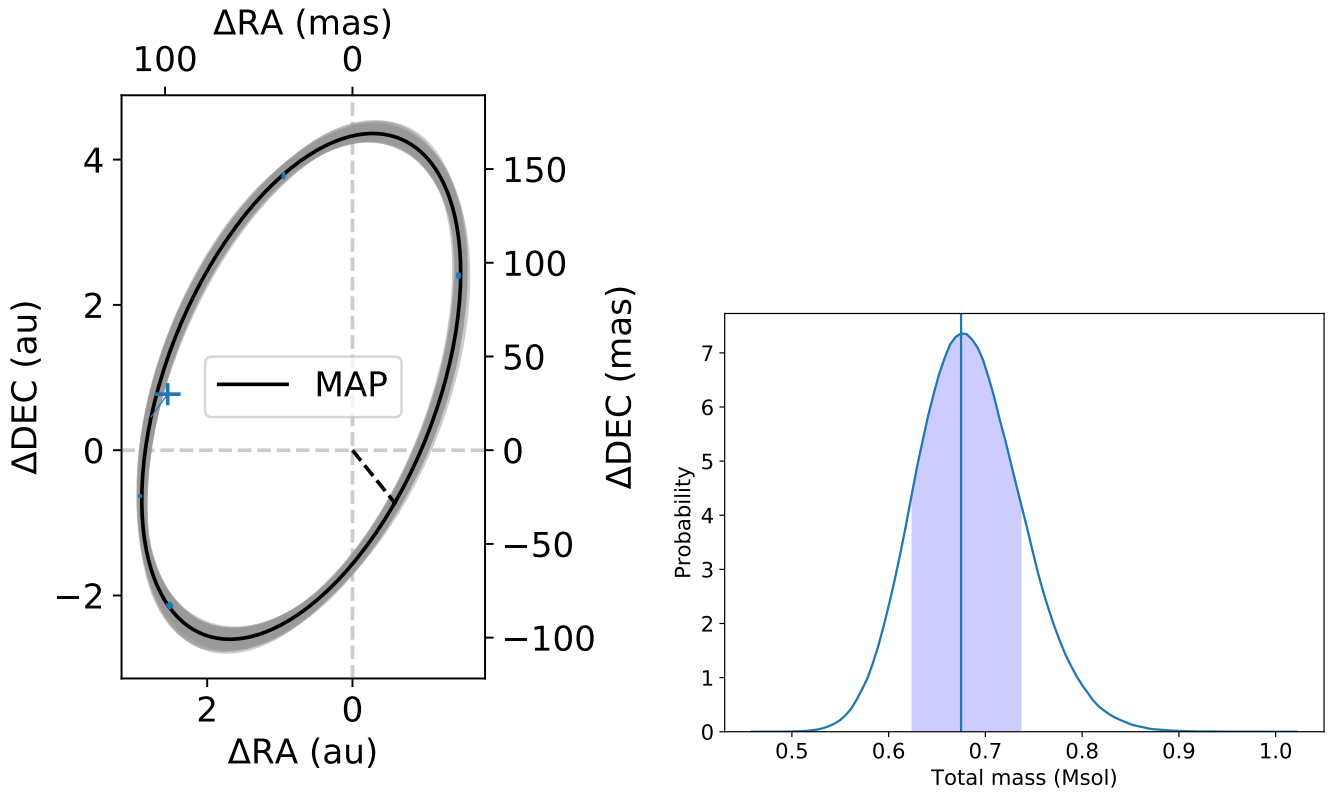 ΔRA (mas)
100 0
4
2
0
−2
ΔDEC (au)
MAP
150
100
50
0
−50
−100
ΔDEC (mas)
2 0
ΔRA (au)
7
6
5
4
3
2
1
0
Probability
0.5 0.6 0.7 0.8 0.9 1.0
Total mass (Msol)